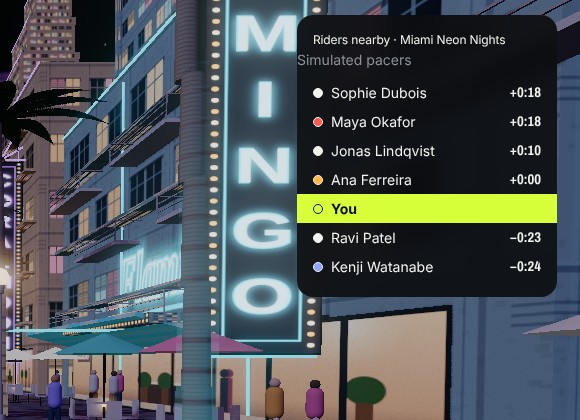 MINGO
Flam
Riders nearby · Miami Neon Nights
Simulated pacers
Sophie Dubois +0:18
Maya Okafor +0:18
Jonas Lindqvist +0:10
Ana Ferreira +0:00
You
Ravi Patel −0:23
Kenji Watanabe −0:24